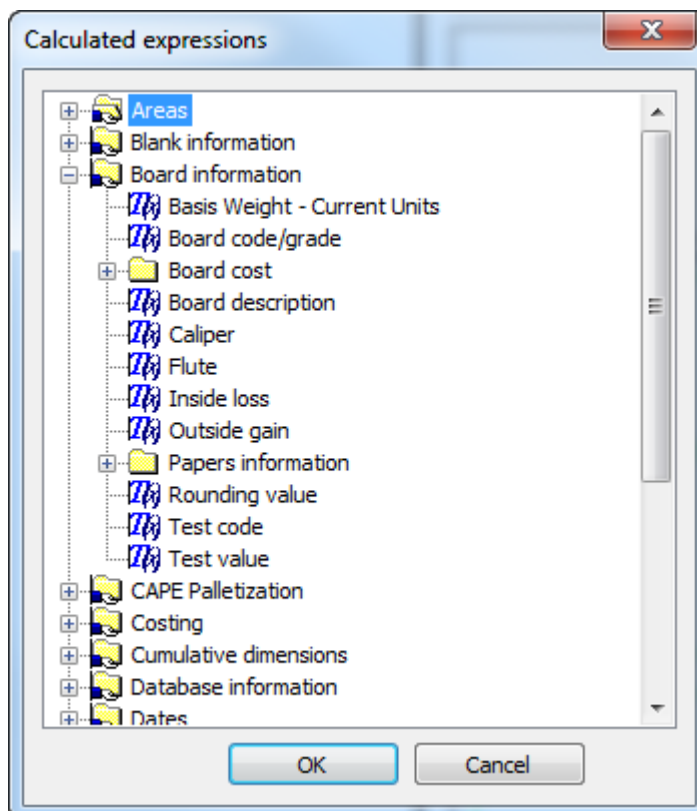 Calculated expressions
Areas
Blank information
Board information
Basis Weight - Current Units
Board code/grade
Board cost
Board description
Caliper
Flute
Inside loss
Outside gain
Papers information
Rounding value
Test code
Test value
CAPE Palletization
Costing
Cumulative dimensions
Database information
Dates
OK Cancel